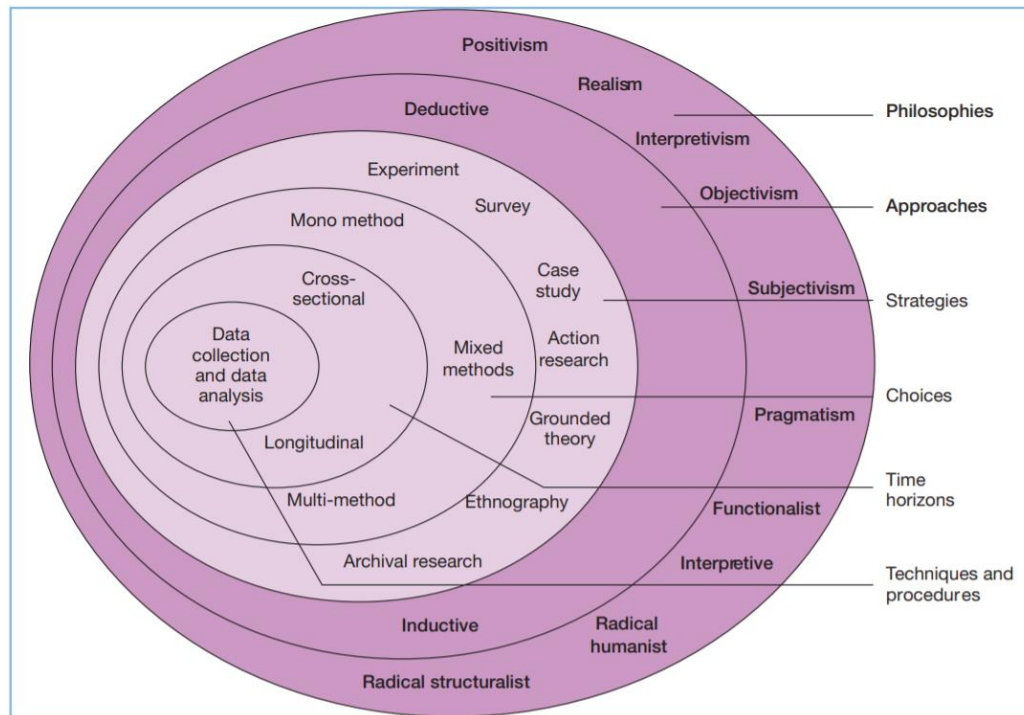 Positivism
Realism
Deductive
Philosophies
Interpretivism
Experiment
Objectivism
Survey
Approaches
Mono method
Cross-
sectional
Case
study
Subjectivism
Strategies
Data
collection
and data
analysis
Mixed
methods
Action
research
Choices
Pragmatism
Grounded
theory
Longitudinal
Time
horizons
Multi-method
Ethnography
Functionalist
Archival research
Interpretive
Techniques and
procedures
Inductive
Radical
humanist
Radical structuralist